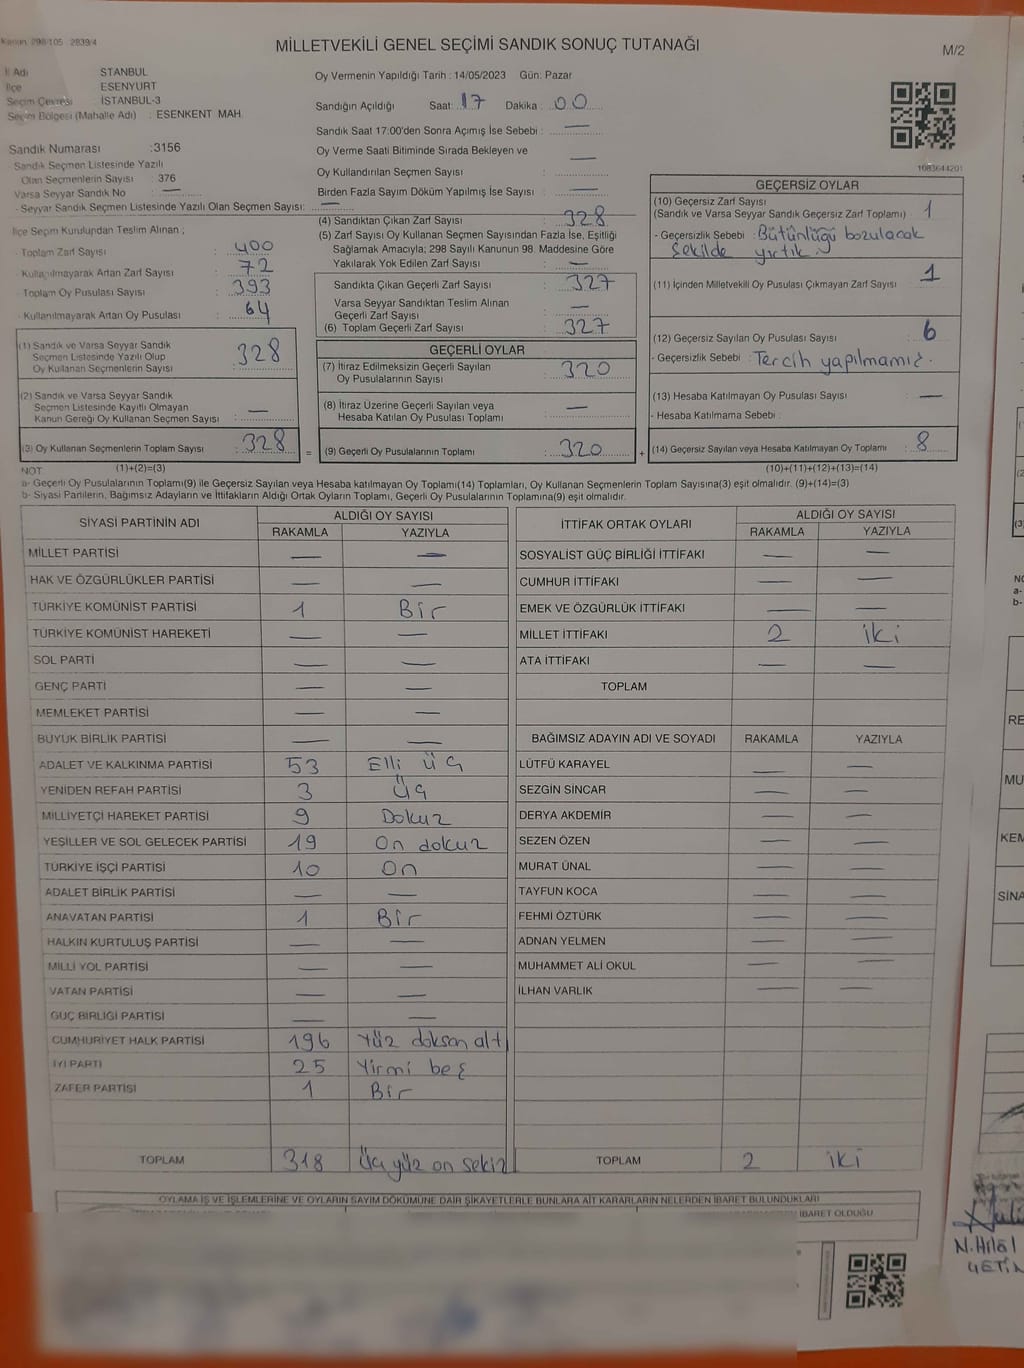 Kanun: 298/105 : 2839/4
MİLLETVEKİLİ GENEL SEÇİMİ SANDIK SONUÇ TUTANAĞI
M/2
İl Adı STANBUL
İlçe ESENYURT
Seçim Çevresi İSTANBUL-3
Seçim Bölgesi (Mahalle Adı) : ESENKENT MAH.
Oy Vermenin Yapıldığı Tarih : 14/05/2023 Gün: Pazar
Sandığın Açıldığı Saat: 17 Dakika : 00
Sandık Saat 17:00'den Sonra Açımış İse Sebebi : —
Oy Verme Saati Bitiminde Sırada Bekleyen ve
Oy Kullandırılan Seçmen Sayısı : —
Birden Fazla Sayım Döküm Yapılmış İse Sayısı : —
Sandık Numarası :3156
Sandık Seçmen Listesinde Yazılı
Olan Seçmenlerin Sayısı : 376
Varsa Seyyar Sandık No : —
Seyyar Sandık Seçmen Listesinde Yazılı Olan Seçmen Sayısı: —
İlçe Seçim Kurulundan Teslim Alınan ;
- Toplam Zarf Sayısı : 400
- Kullanılmayarak Artan Zarf Sayısı : 72
- Toplam Oy Pusulası Sayısı : 393
- Kullanılmayarak Artan Oy Pusulası : 64
(1) Sandık ve Varsa Seyyar Sandık
Seçmen Listesinde Yazılı Olup
Oy Kullanan Seçmenlerin Sayısı : 328
(2) Sandık ve Varsa Seyyar Sandık
Seçmen Listesinde Kayıtlı Olmayan
Kanun Gereği Oy Kullanan Seçmen Sayısı : —
(3) Oy Kullanan Seçmenlerin Toplam Sayısı : 328
(4) Sandıktan Çıkan Zarf Sayısı : 328
(5) Zarf Sayısı Oy Kullanan Seçmen Sayısından Fazla İse, Eşitliği
Sağlamak Amacıyla; 298 Sayılı Kanunun 98. Maddesine Göre
Yakılarak Yok Edilen Zarf Sayısı : —
Sandıkta Çıkan Geçerli Zarf Sayısı : 327
Varsa Seyyar Sandıktan Teslim Alınan
Geçerli Zarf Sayısı : —
(6) Toplam Geçerli Zarf Sayısı : 327
GEÇERLİ OYLAR
(7) İtiraz Edilmeksizin Geçerli Sayılan
Oy Pusulalarının Sayısı : 320
(8) İtiraz Üzerine Geçerli Sayılan veya
Hesaba Katılan Oy Pusulası Toplamı : —
= (9) Geçerli Oy Pusulalarının Toplamı : 320
1083644201
GEÇERSİZ OYLAR
(10) Geçersiz Zarf Sayısı
(Sandık ve Varsa Seyyar Sandık Geçersiz Zarf Toplamı) : 1
- Geçersizlik Sebebi : Bütünlüğü bozulacak
şekilde yırtık.
(11) İçinden Milletvekili Oy Pusulası Çıkmayan Zarf Sayısı : 1
(12) Geçersiz Sayılan Oy Pusulası Sayısı : 6
- Geçersizlik Sebebi : Tercih yapılmamış.
(13) Hesaba Katılmayan Oy Pusulası Sayısı : —
- Hesaba Katılmama Sebebi :
+ (14) Geçersiz Sayılan veya Hesaba Katılmayan Oy Toplamı : 8
NOT (1)+(2)=(3) (10)+(11)+(12)+(13)=(14)
a- Geçerli Oy Pusulasının Toplamı(9) ile Geçersiz Sayılan veya Hesaba katılmayan Oy Toplamı(14) Toplamları, Oy Kullanan Seçmenlerin Toplam Sayısına(3) eşit olmalıdır. (9)+(14)=(3)
b- Siyasi Partilerin, Bağımsız Adayların ve İttifakların Aldığı Ortak Oyların Toplamı, Geçerli Oy Pusulalarının Toplamına(9) eşit olmalıdır.
SİYASİ PARTİNİN ADI ALDIĞI OY SAYISI
RAKAMLA YAZIYLA
MİLLET PARTİSİ — —
HAK VE ÖZGÜRLÜKLER PARTİSİ — —
TÜRKİYE KOMÜNİST PARTİSİ 1 Bir
TÜRKİYE KOMÜNİST HAREKETİ — —
SOL PARTİ — —
GENÇ PARTİ — —
MEMLEKET PARTİSİ — —
BÜYÜK BİRLİK PARTİSİ — —
ADALET VE KALKINMA PARTİSİ 53 Elli üç
YENİDEN REFAH PARTİSİ 3 üç
MİLLİYETÇİ HAREKET PARTİSİ 9 Dokuz
YEŞİLLER VE SOL GELECEK PARTİSİ 19 On dokuz
TÜRKİYE İŞÇİ PARTİSİ 10 On
ADALET BİRLİK PARTİSİ — —
ANAVATAN PARTİSİ 1 Bir
HALKIN KURTULUŞ PARTİSİ — —
MİLLİ YOL PARTİSİ — —
VATAN PARTİSİ — —
GÜÇ BİRLİĞİ PARTİSİ — —
CUMHURİYET HALK PARTİSİ 196 Yüz doksan altı
İYİ PARTİ 25 Yirmi beş
ZAFER PARTİSİ 1 Bir
TOPLAM 318 Üç yüz on sekiz
İTTİFAK ORTAK OYLARI ALDIĞI OY SAYISI
RAKAMLA YAZIYLA
SOSYALİST GÜÇ BİRLİĞİ İTTİFAKI — —
CUMHUR İTTİFAKI — —
EMEK VE ÖZGÜRLÜK İTTİFAKI — —
MİLLET İTTİFAKI 2 iki
ATA İTTİFAKI — —
TOPLAM
BAĞIMSIZ ADAYIN ADI VE SOYADI RAKAMLA YAZIYLA
LÜTFÜ KARAYEL — —
SEZGİN SİNCAR — —
DERYA AKDEMİR — —
SEZEN ÖZEN — —
MURAT ÜNAL — —
TAYFUN KOCA — —
FEHMİ ÖZTÜRK — —
ADNAN YELMEN — —
MUHAMMET ALİ OKUL — —
İLHAN VARLIK — —
TOPLAM 2 iki
OYLAMA İŞ VE İŞLEMLERİNE VE OYLARIN SAYIM DÖKÜMÜNE DAİR ŞİKAYETLERLE BUNLARA AİT KARARLARIN NELERDEN İBARET BULUNDUKLARI
İBARET OLDUĞU
N. Hilal
ÇETİN